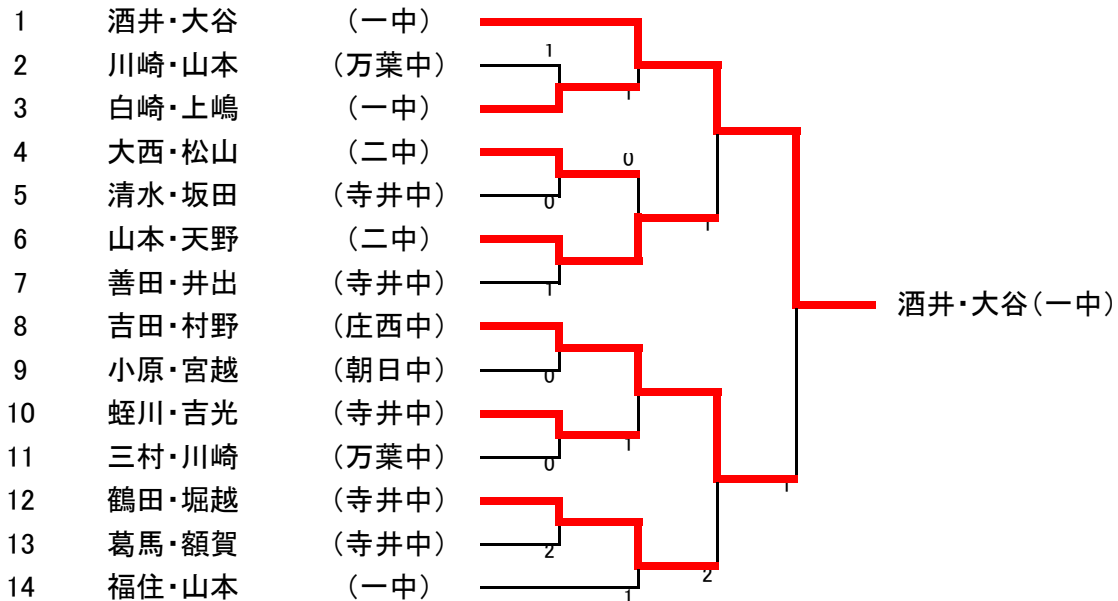 1 酒井・大谷 (一中)
1
2 川崎・山本 (万葉中)
1
3 白崎・上嶋 (一中)
4 大西・松山 (二中)
0
5 清水・坂田 (寺井中)
0
6 山本・天野 (二中)
1
7 善田・井出 (寺井中)
1
酒井・大谷(一中)
8 吉田・村野 (庄西中)
9 小原・宮越 (朝日中)
0
10 蛭川・吉光 (寺井中)
1
11 三村・川崎 (万葉中)
0
1
12 鶴田・堀越 (寺井中)
13 葛馬・額賀 (寺井中)
2
2
14 福住・山本 (一中)
1